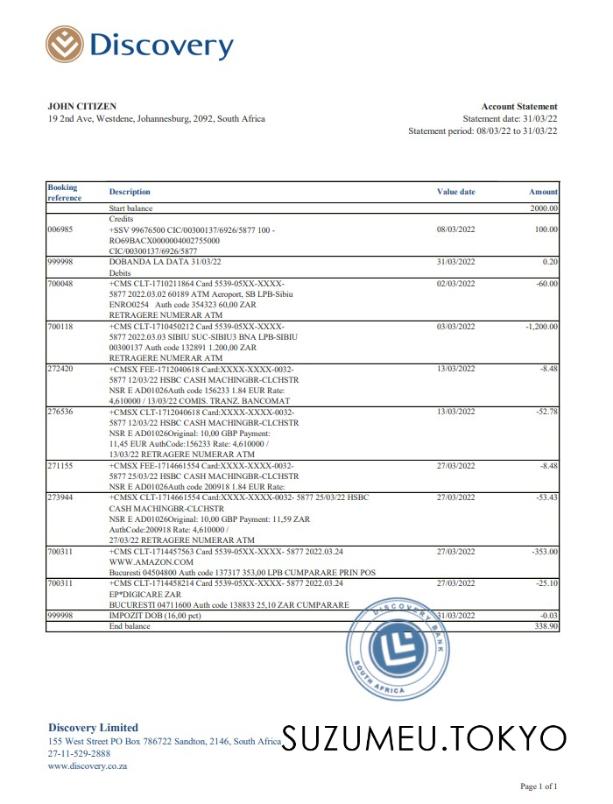 Discovery
JOHN CITIZEN
19 2nd Ave, Westdene, Johannesburg, 2092, South Africa
Account Statement
Statement date: 31/03/22
Statement period: 08/03/22 to 31/03/22
Booking reference Description Value date Amount
Start balance 2000.00
Credits
006985 +SSV 99676500 CIC/00300137/6926/5877 100 - 08/03/2022 100.00
RO69BACX0000004002755000
CIC/00300137/6926/5877
999998 DOBANDA LA DATA 31/03/22 31/03/2022 0.20
Debits
700048 +CMS CLT-1710211864 Card 5539-05XX-XXXX- 02/03/2022 -60.00
5877 2022.03.02 60189 ATM Aeroport, SB LPB-Sibiu
ENRO0254 Auth code 354323 60,00 ZAR
RETRAGERE NUMERAR ATM
700118 +CMS CLT-1710450212 Card 5539-05XX-XXXX- 03/03/2022 -1,200.00
5877 2022.03.03 SIBIU SUC-SIBIU3 BNA LPB-SIBIU
00300137 Auth code 132891 1.200,00 ZAR
RETRAGERE NUMERAR ATM
272420 +CMSX FEE-1712040618 Card:XXXX-XXXX-0032- 13/03/2022 -8.48
5877 12/03/22 HSBC CASH MACHINGBR-CLCHSTR
NSR E AD01026Auth code 156233 1.84 EUR Rate:
4,610000 / 13/03/22 COMIS. TRANZ. BANCOMAT
276536 +CMSX CLT-1712040618 Card:XXXX-XXXX-0032- 13/03/2022 -52.78
5877 12/03/22 HSBC CASH MACHINGBR-CLCHSTR
NSR E AD01026Original: 10,00 GBP Payment:
11,45 EUR AuthCode:156233 Rate: 4,610000 /
13/03/22 RETRAGERE NUMERAR ATM
271155 +CMSX FEE-1714661554 Card:XXXX-XXXX-0032- 27/03/2022 -8.48
5877 25/03/22 HSBC CASH MACHINGBR-CLCHSTR
NSR E AD01026Auth code 200918 1.84 EUR Rate:
273944 +CMSX CLT-1714661554 Card:XXXX-XXXX-0032- 5877 25/03/22 HSBC 27/03/2022 -53.43
CASH MACHINGBR-CLCHSTR
NSR E AD01026Original: 10,00 GBP Payment: 11,59 ZAR
AuthCode:200918 Rate: 4,610000 /
27/03/22 RETRAGERE NUMERAR ATM
700311 +CMS CLT-1714457563 Card 5539-05XX-XXXX- 5877 2022.03.24 27/03/2022 -353.00
WWW.AMAZON.COM
Bucuresti 04504800 Auth code 137317 353,00 LPB CUMPARARE PRIN POS
700311 +CMS CLT-1714458214 Card 5539-05XX-XXXX- 5877 2022.03.24 27/03/2022 -25.10
EP*DIGICARE ZAR
BUCURESTI 04711600 Auth code 138833 25,10 ZAR CUMPARARE
999998 IMPOZIT DOB (16,00 pct) 31/03/2022 -0.03
End balance 338.90
DISCOVERY BANK
SOUTH AFRICA
Discovery Limited
155 West Street PO Box 786722 Sandton, 2146, South Africa
27-11-529-2888
www.discovery.co.za
SUZUMEU.TOKYO
Page 1 of 1